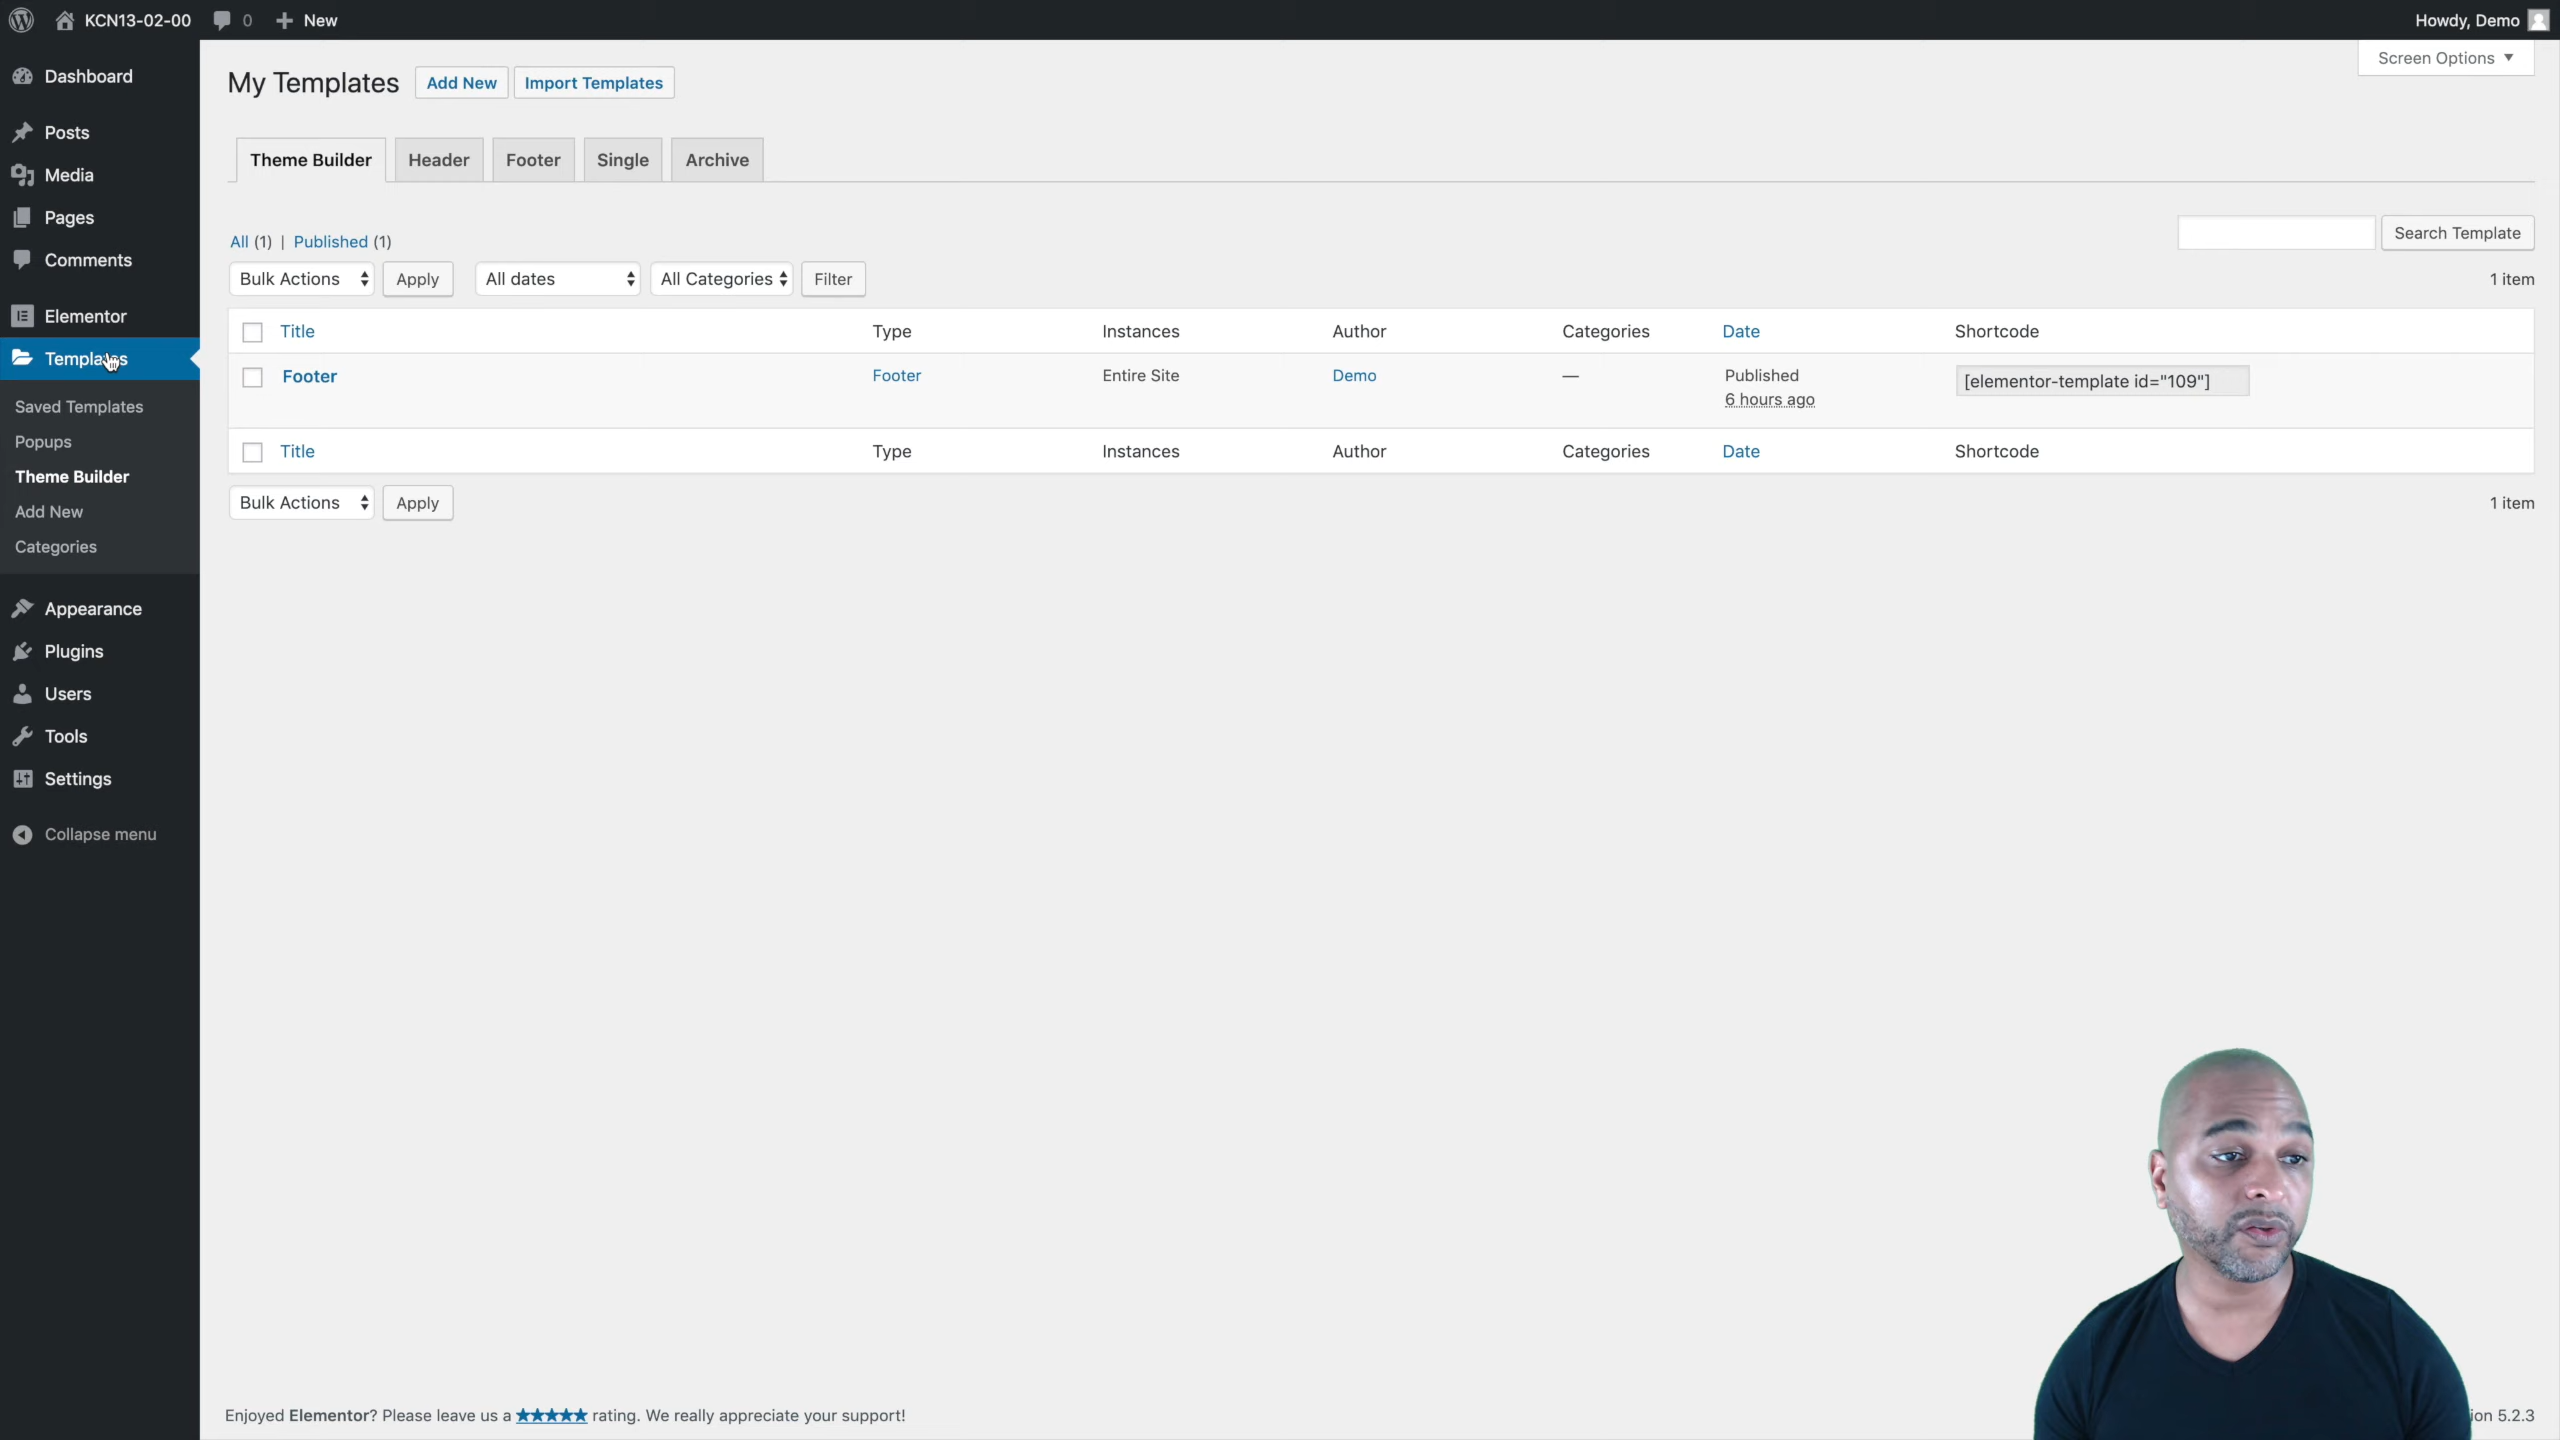 KCN13-02-00 0 New Howdy, Demo
Dashboard
Posts
Media
Pages
Comments
Elementor
Templates
Saved Templates
Popups
Theme Builder
Add New
Categories
Appearance
Plugins
Users
Tools
Settings
Collapse menu
Screen Options
My Templates Add New Import Templates
Theme Builder Header Footer Single Archive
All (1) | Published (1)
Search Template
Bulk Actions Apply All dates All Categories Filter 1 item
Title Type Instances Author Categories Date Shortcode
Footer Footer Entire Site Demo — Published [elementor-template id="109"]
6 hours ago
Title Type Instances Author Categories Date Shortcode
Bulk Actions Apply 1 item
Enjoyed Elementor? Please leave us a ★★★★★ rating. We really appreciate your support! ion 5.2.3